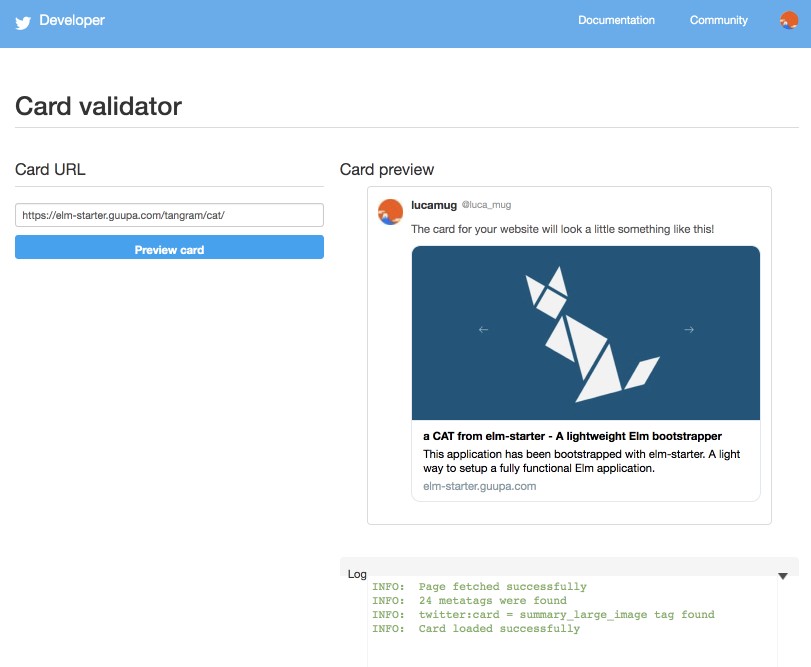 Developer
Documentation
Community
Card validator
Card URL
https://elm-starter.guupa.com/tangram/cat/
Preview card
Card preview
lucamug @luca_mug
The card for your website will look a little something like this!
← →
a CAT from elm-starter - A lightweight Elm bootstrapper
This application has been bootstrapped with elm-starter. A light
way to setup a fully functional Elm application.
elm-starter.guupa.com
Log
INFO:  Page fetched successfully
INFO:  24 metatags were found
INFO:  twitter:card = summary_large_image tag found
INFO:  Card loaded successfully